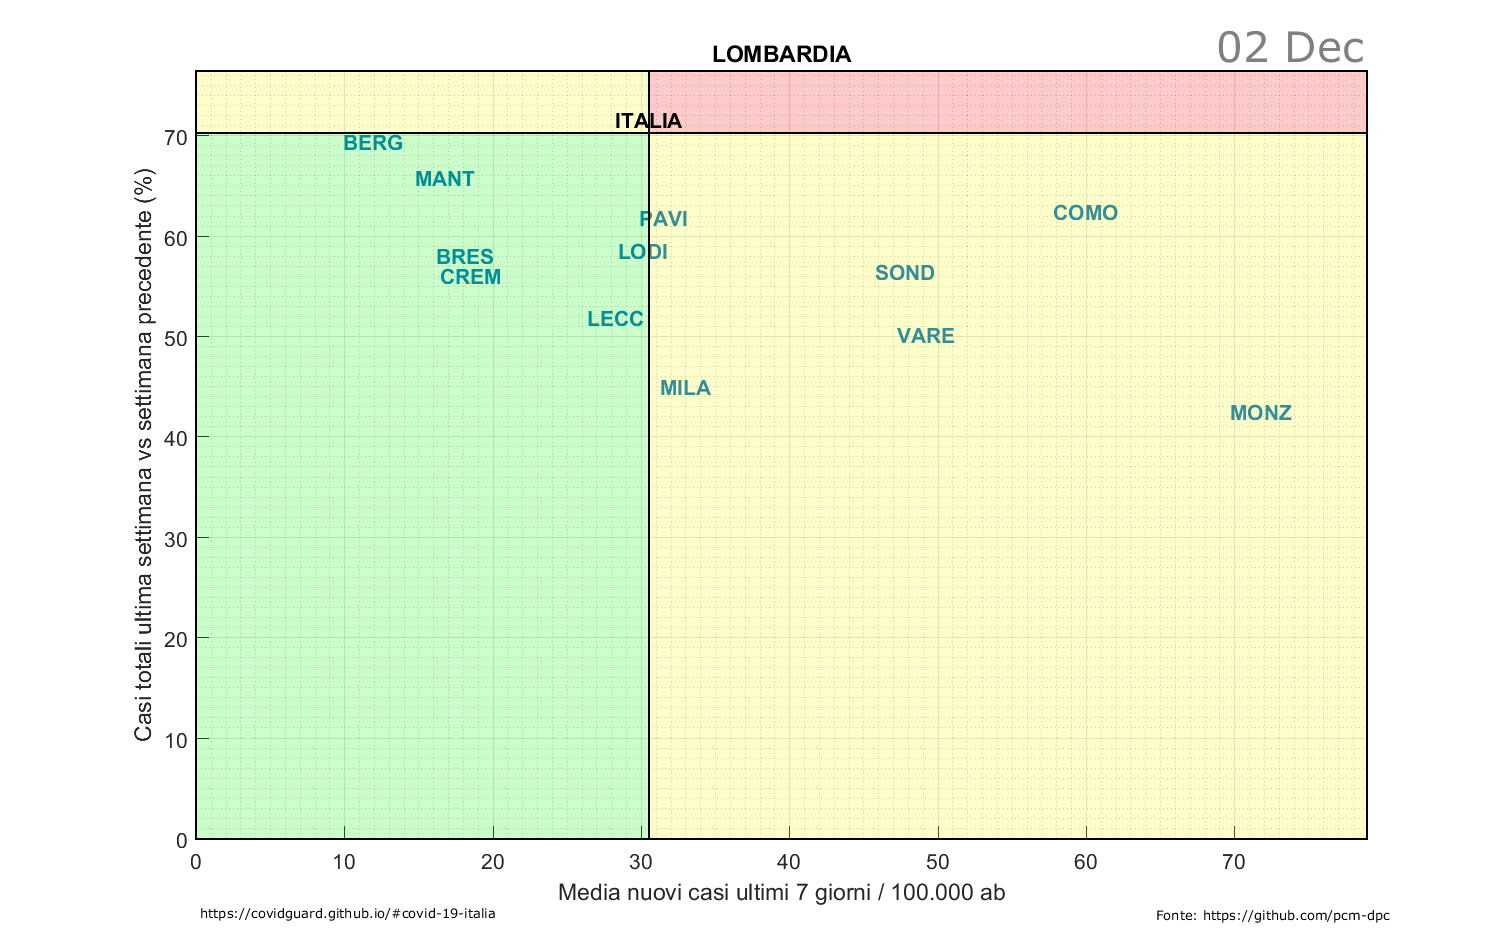 LOMBARDIA
02 Dec
ITALIA
BERG
MANT
PAVI
COMO
LODI
BRES
SOND
CREM
LECC
VARE
MILA
MONZ
Casi totali ultima settimana vs settimana precedente (%)
70
60
50
40
30
20
10
0
0 10 20 30 40 50 60 70
Media nuovi casi ultimi 7 giorni / 100.000 ab
https://covidguard.github.io/#covid-19-italia
Fonte: https://github.com/pcm-dpc